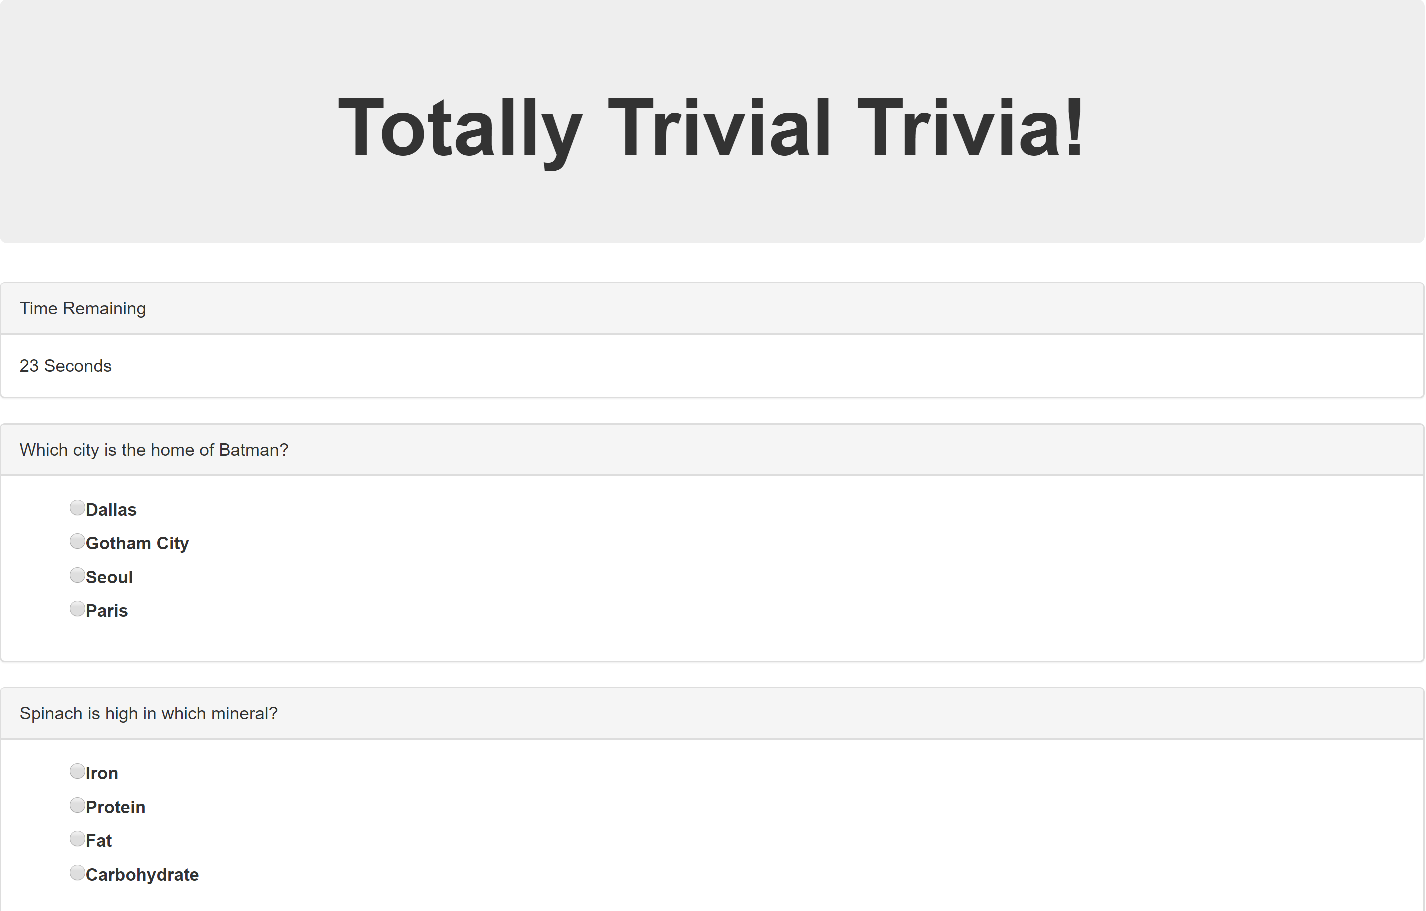 Totally Trivial Trivia!
Time Remaining
23 Seconds
Which city is the home of Batman?
Dallas
Gotham City
Seoul
Paris
Spinach is high in which mineral?
Iron
Protein
Fat
Carbohydrate